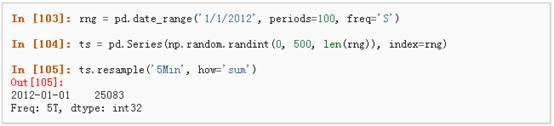 In [103]: rng = pd.date_range('1/1/2012', periods=100, freq='S')
In [104]: ts = pd.Series(np.random.randint(0, 500, len(rng)), index=rng)
In [105]: ts.resample('5Min', how='sum')
Out[105]:
2012-01-01    25083
Freq: 5T, dtype: int32